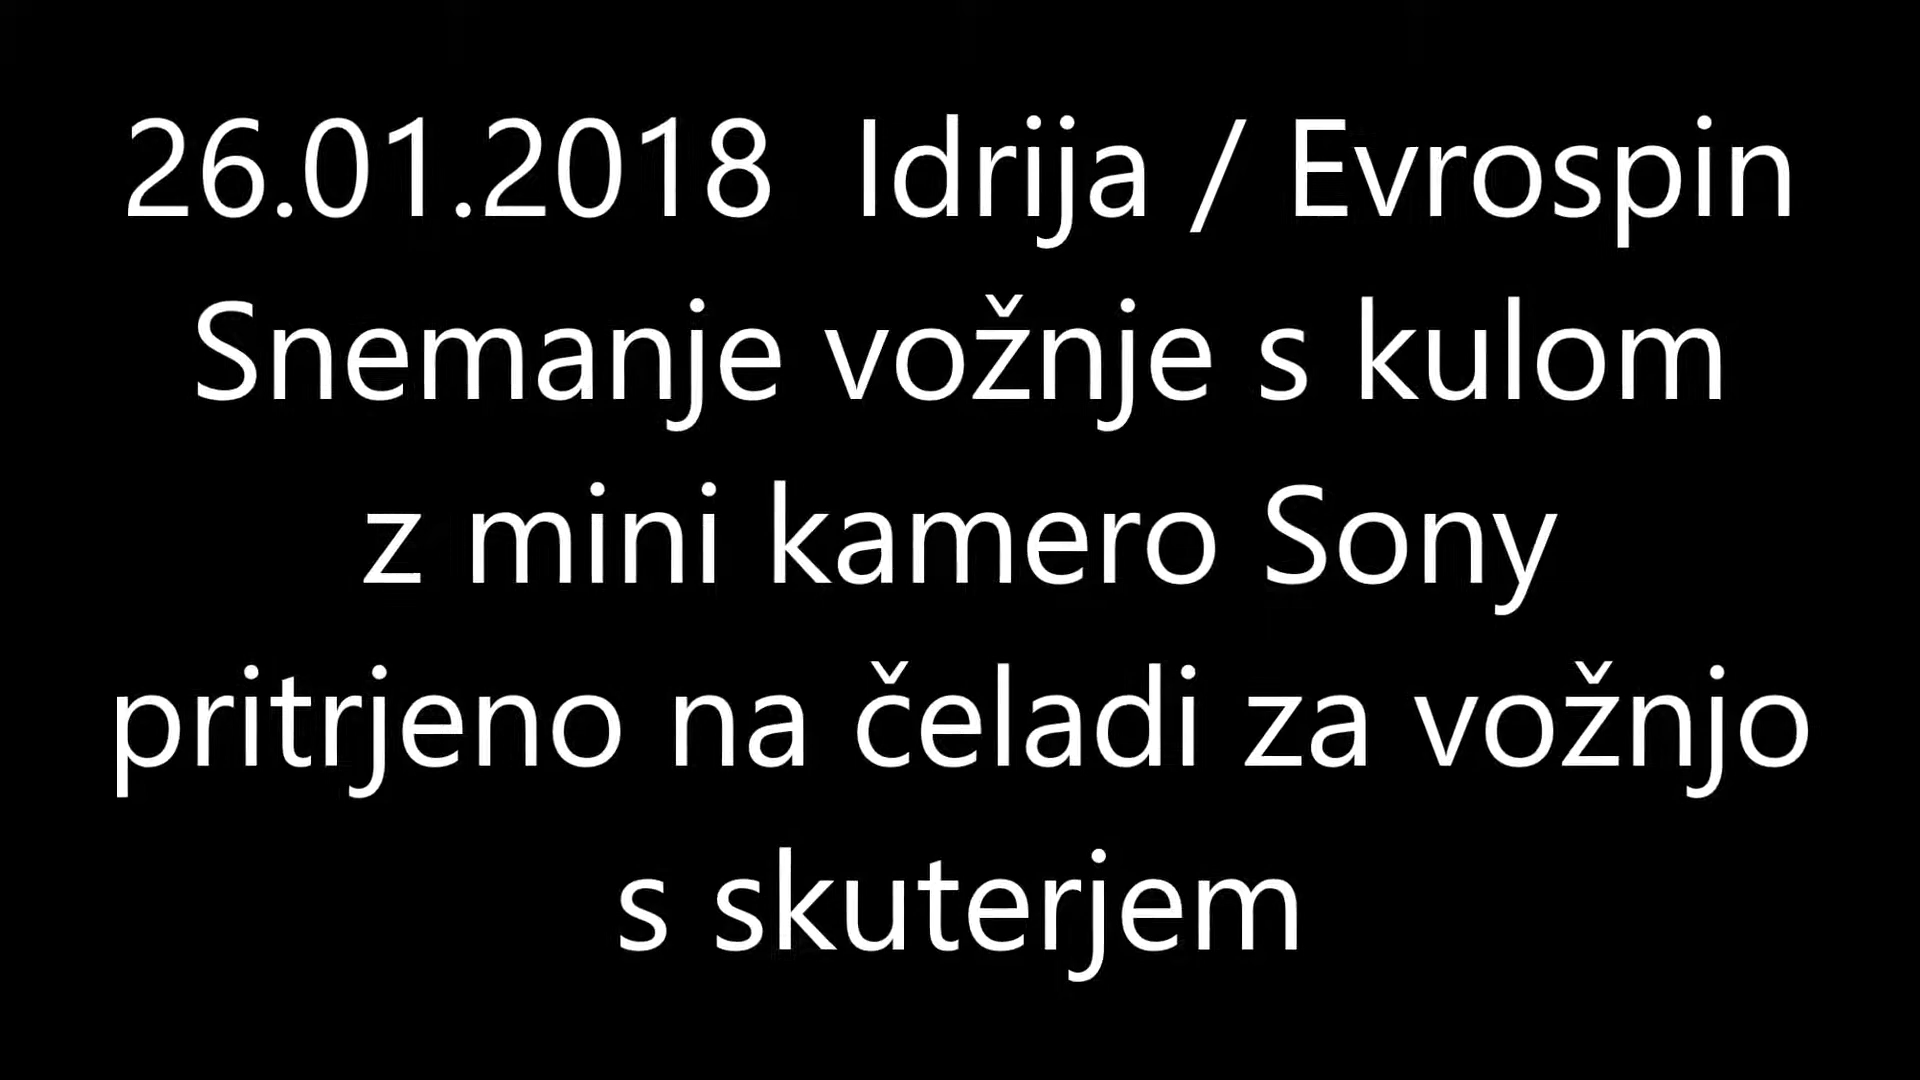 26.01.2018  Idrija / Evrospin
Snemanje vožnje s kulom
z mini kamero Sony
pritrjeno na čeladi za vožnjo
s skuterjem